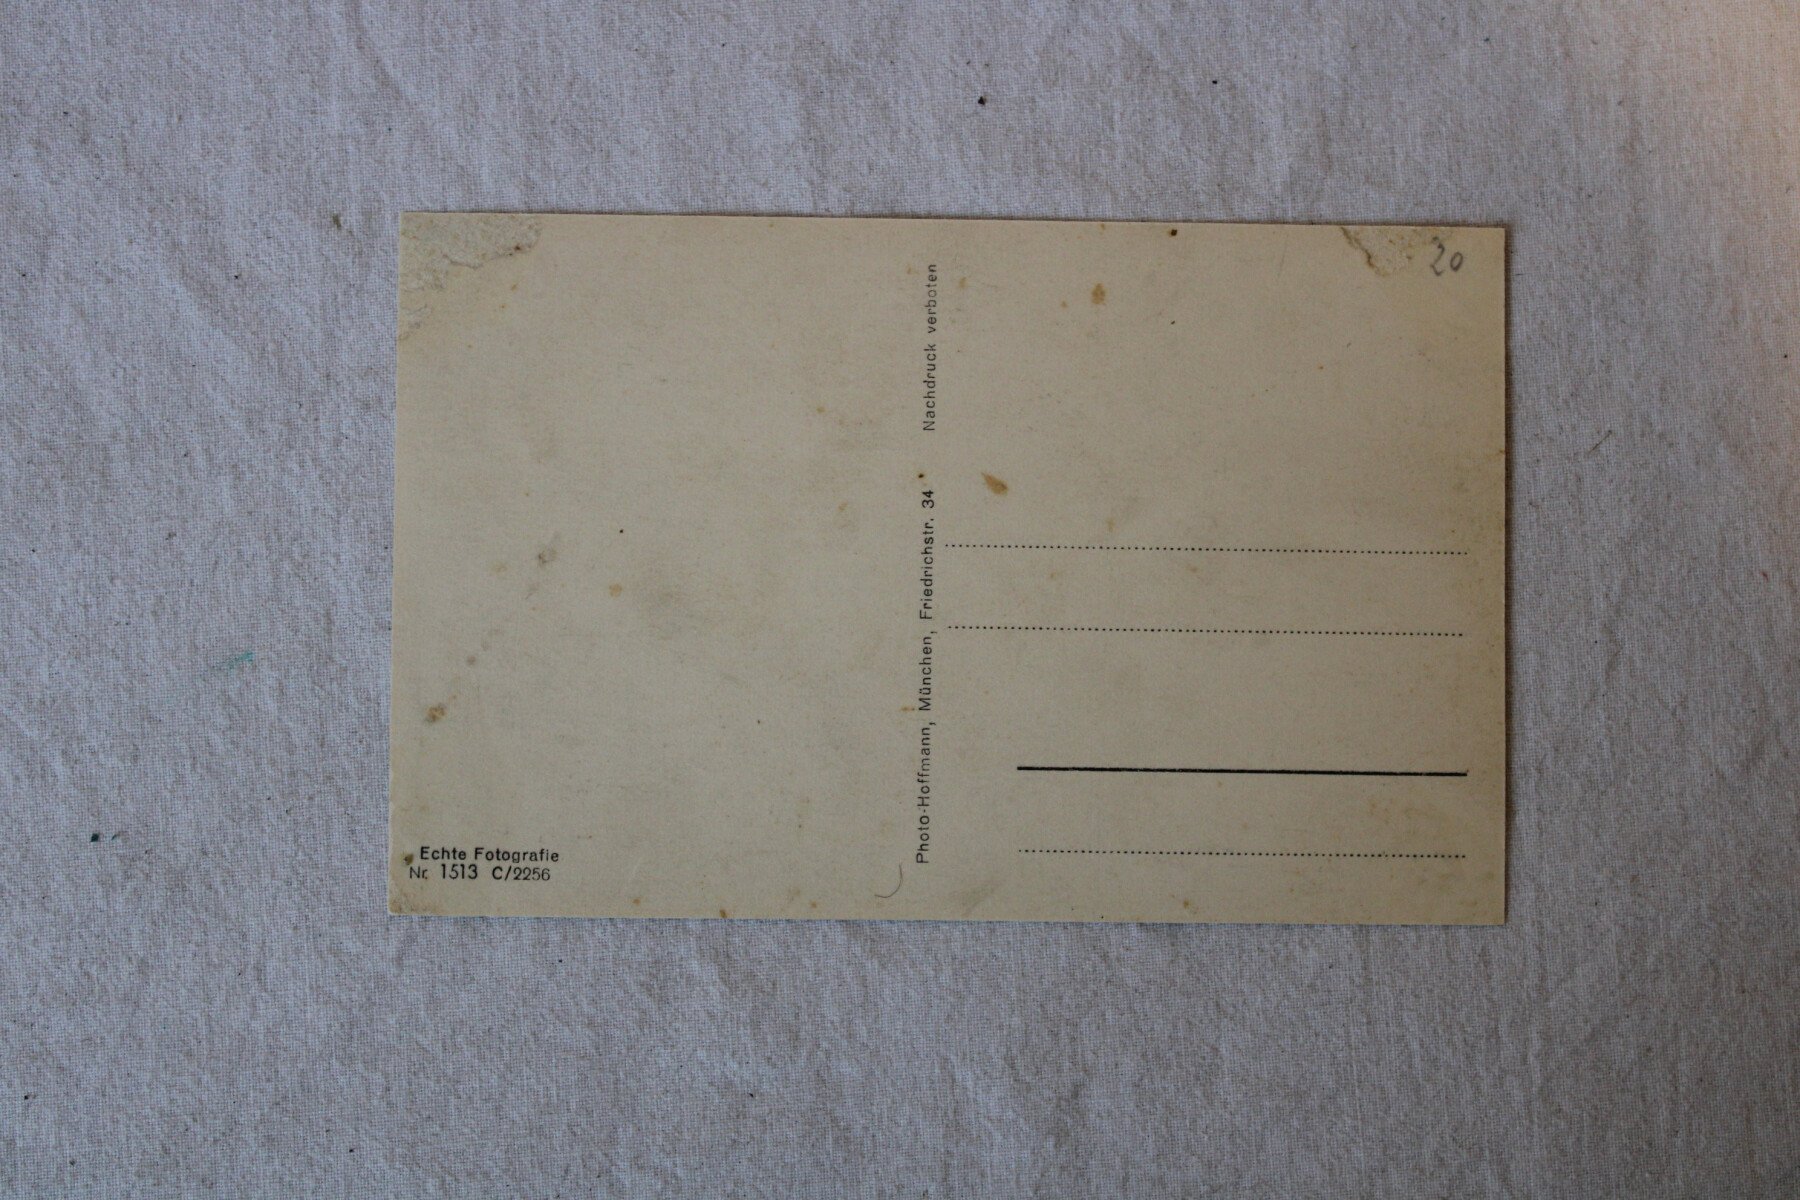 20
Photo-Hoffmann, München, Friedrichstr. 34 Nachdruck verboten
Echte Fotografie
Nr. 1513 C/2256